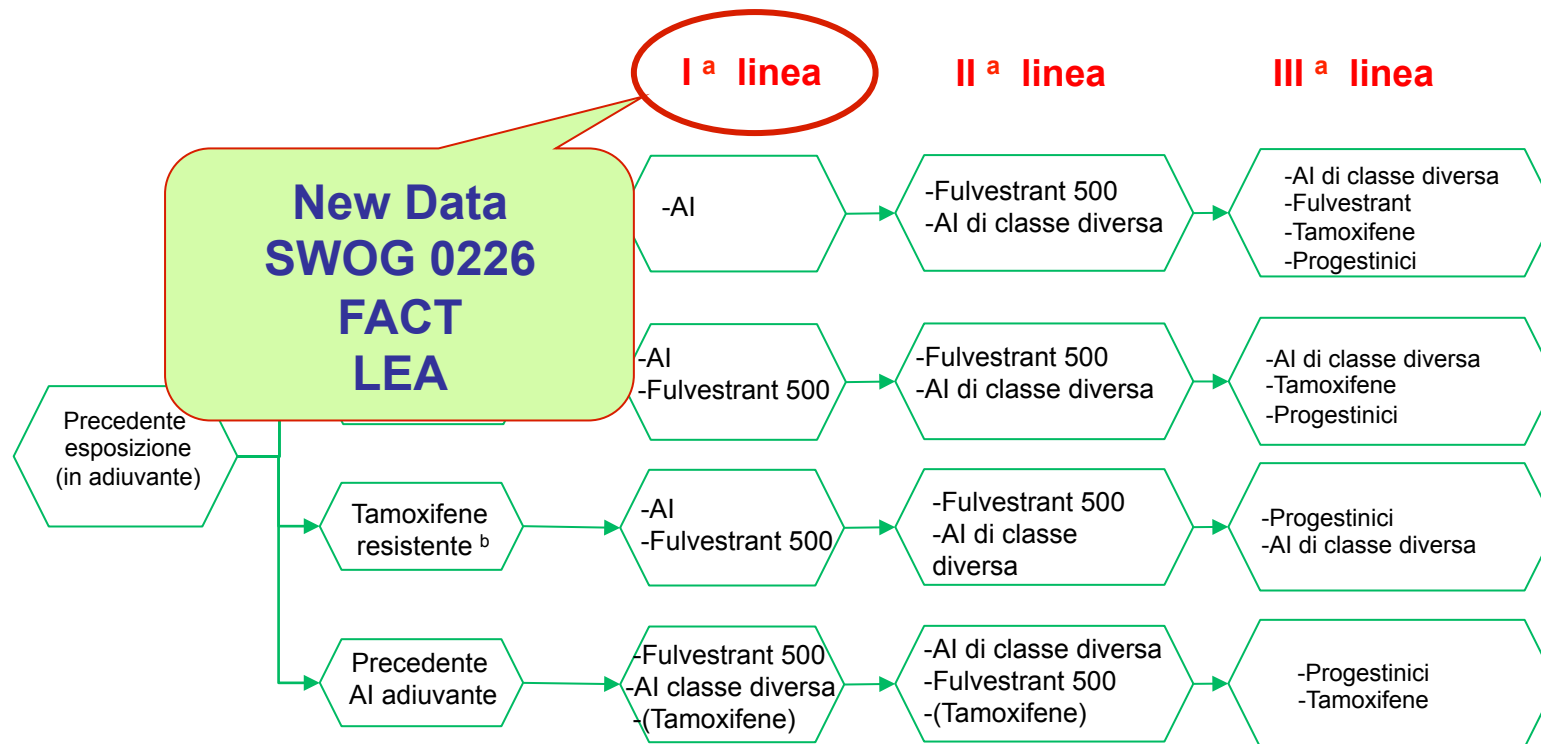 I ª linea
II ª linea
III ª linea
New Data
SWOG 0226
FACT
LEA
-AI
-Fulvestrant 500
-AI di classe diversa
-AI di classe diversa
-Fulvestrant
-Tamoxifene
-Progestinici
-AI
-Fulvestrant 500
-Fulvestrant 500
-AI di classe diversa
-AI di classe diversa
-Tamoxifene
-Progestinici
Precedente
esposizione
(in adiuvante)
Tamoxifene
resistente ᵇ
-AI
-Fulvestrant 500
-Fulvestrant 500
-AI di classe
diversa
-Progestinici
-AI di classe diversa
Precedente
AI adiuvante
-Fulvestrant 500
-AI classe diversa
-(Tamoxifene)
-AI di classe diversa
-Fulvestrant 500
-(Tamoxifene)
-Progestinici
-Tamoxifene